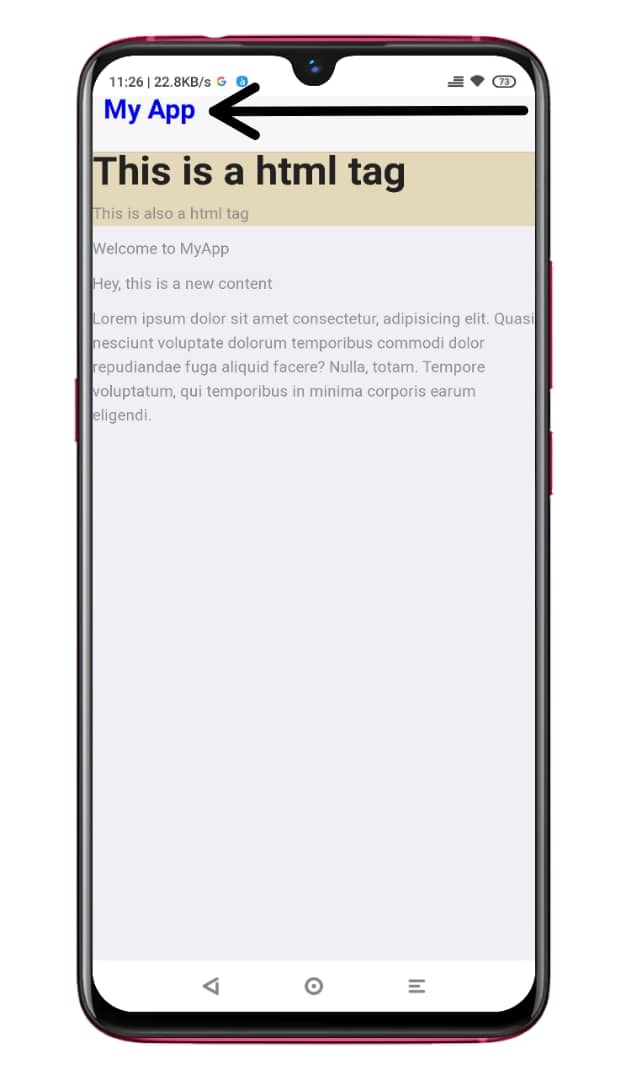 11:26 | 22.8KB/s G a 73
My App
This is a html tag
This is also a html tag
Welcome to MyApp
Hey, this is a new content
Lorem ipsum dolor sit amet consectetur, adipisicing elit. Quasi
nesciunt voluptate dolorum temporibus commodi dolor
repudiandae fuga aliquid facere? Nulla, totam. Tempore
voluptatum, qui temporibus in minima corporis earum
eligendi.